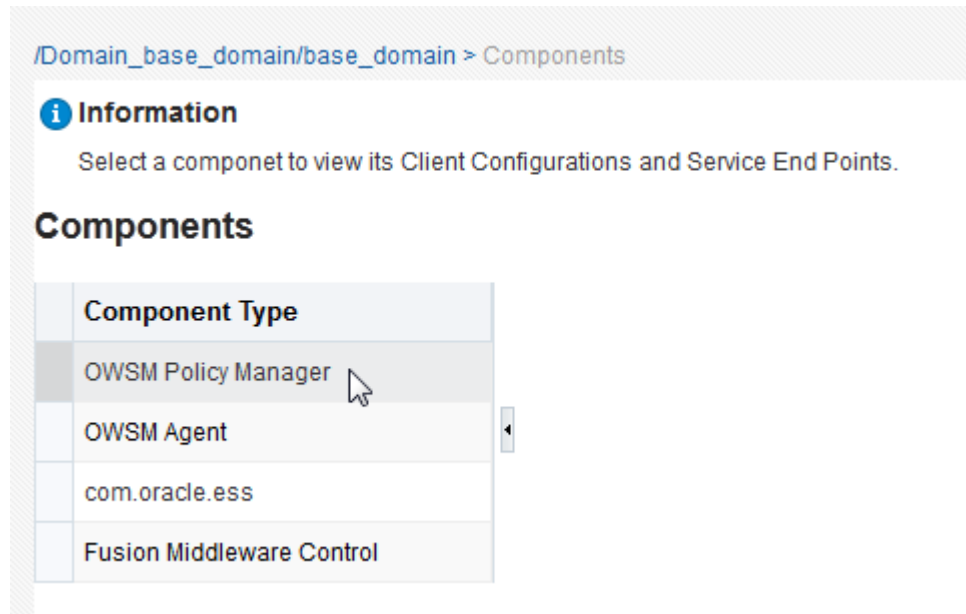 /Domain_base_domain/base_domain > Components
Information
Select a componet to view its Client Configurations and Service End Points.
Components
Component Type
OWSM Policy Manager
OWSM Agent
com.oracle.ess
Fusion Middleware Control